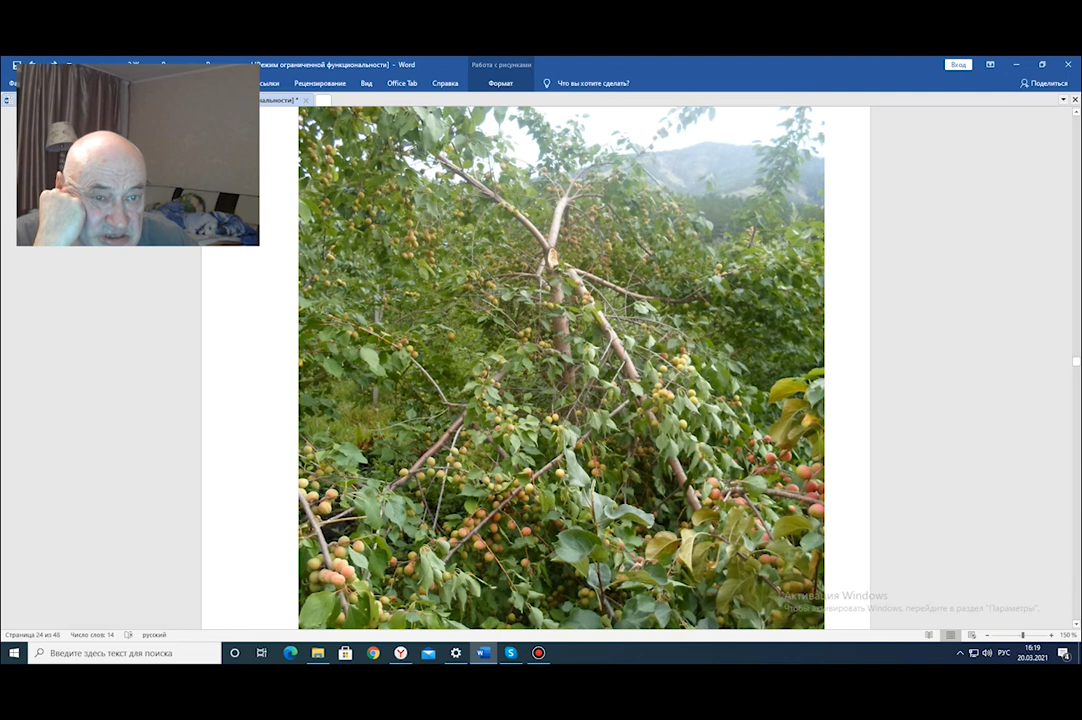 [Режим ограниченной функциональности] - Word
Работа с рисунками
Вход
Рецензирование
Вид
Office Tab
Справка
Формат
Что вы хотите сделать?
Поделиться
Активация Windows
Чтобы активировать Windows, перейдите в раздел "Параметры".
Страница 24 из 48
Число слов: 14
русский
150 %
Введите здесь текст для поиска
РУС
16:19
20.03.2021
4